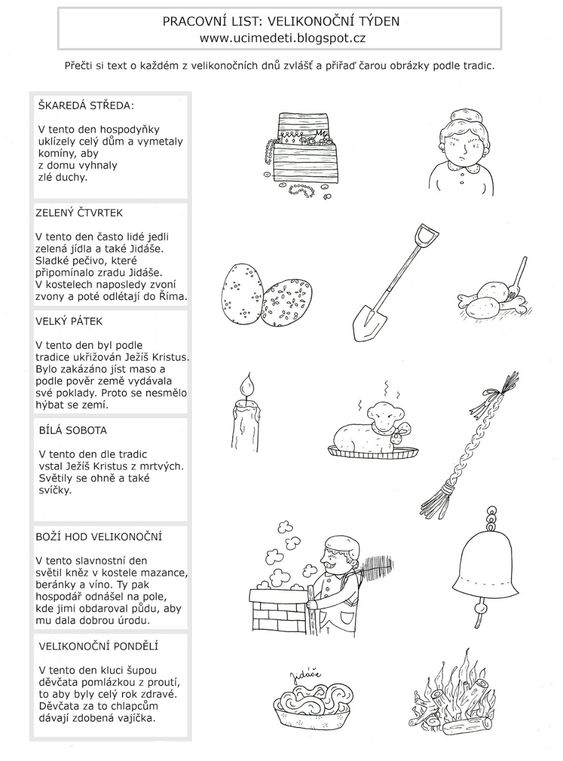 PRACOVNÍ LIST: VELIKONOČNÍ TÝDEN
www.ucimedeti.blogspot.cz
Přečti si text o každém z velikonočních dnů zvlášť a přiřaď čarou obrázky podle tradic.
ŠKAREDÁ STŘEDA:
V tento den hospodyňky
uklízely celý dům a vymetaly
komíny, aby
z domu vyhnaly
zlé duchy.
ZELENÝ ČTVRTEK
V tento den často lidé jedli
zelená jídla a také Jidáše.
Sladké pečivo, které
připomínalo zradu Jidáše.
V kostelech naposledy zvoní
zvony a poté odlétají do Říma.
VELKÝ PÁTEK
V tento den byl podle
tradice ukřižován Ježíš Kristus.
Bylo zakázáno jíst maso a
podle pověr země vydávala
své poklady. Proto se nesmělo
hýbat se zemí.
BÍLÁ SOBOTA
V tento den dle tradic
vstal Ježíš Kristus z mrtvých.
Světily se ohně a také
svíčky.
BOŽÍ HOD VELIKONOČNÍ
V tento slavnostní den
světil kněz v kostele mazance,
beránky a víno. Ty pak
hospodář odnášel na pole,
kde jimi obdaroval půdu, aby
mu dala dobrou úrodu.
VELIKONOČNÍ PONDĚLÍ
V tento den kluci šupou
děvčata pomlázkou z proutí,
to aby byly celý rok zdravé.
Děvčata za to chlapcům
dávají zdobená vajíčka.
Jidáše